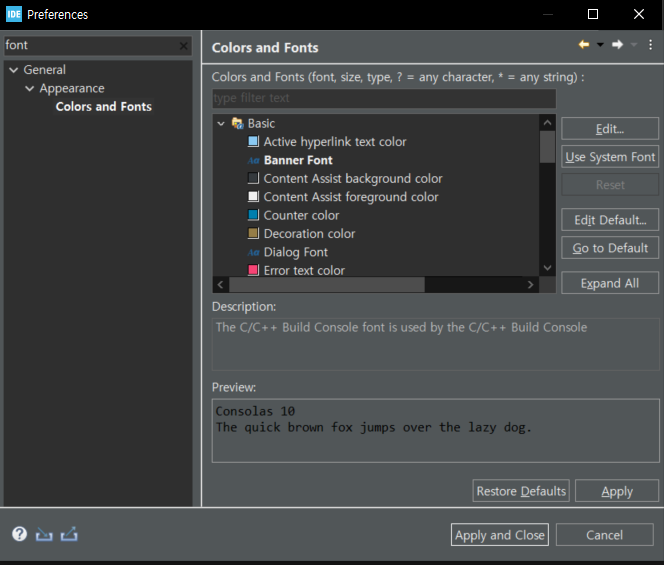 IDE Preferences
font
General
Appearance
Colors and Fonts
Colors and Fonts
Colors and Fonts (font, size, type, ? = any character, * = any string) :
type filter text
Basic
Active hyperlink text color
Aa Banner Font
Content Assist background color
Content Assist foreground color
Counter color
Decoration color
Aa Dialog Font
Error text color
Edit...
Use System Font
Reset
Edit Default...
Go to Default
Expand All
Description:
The C/C++ Build Console font is used by the C/C++ Build Console
Preview:
Consolas 10
The quick brown fox jumps over the lazy dog.
Restore Defaults
Apply
Apply and Close
Cancel